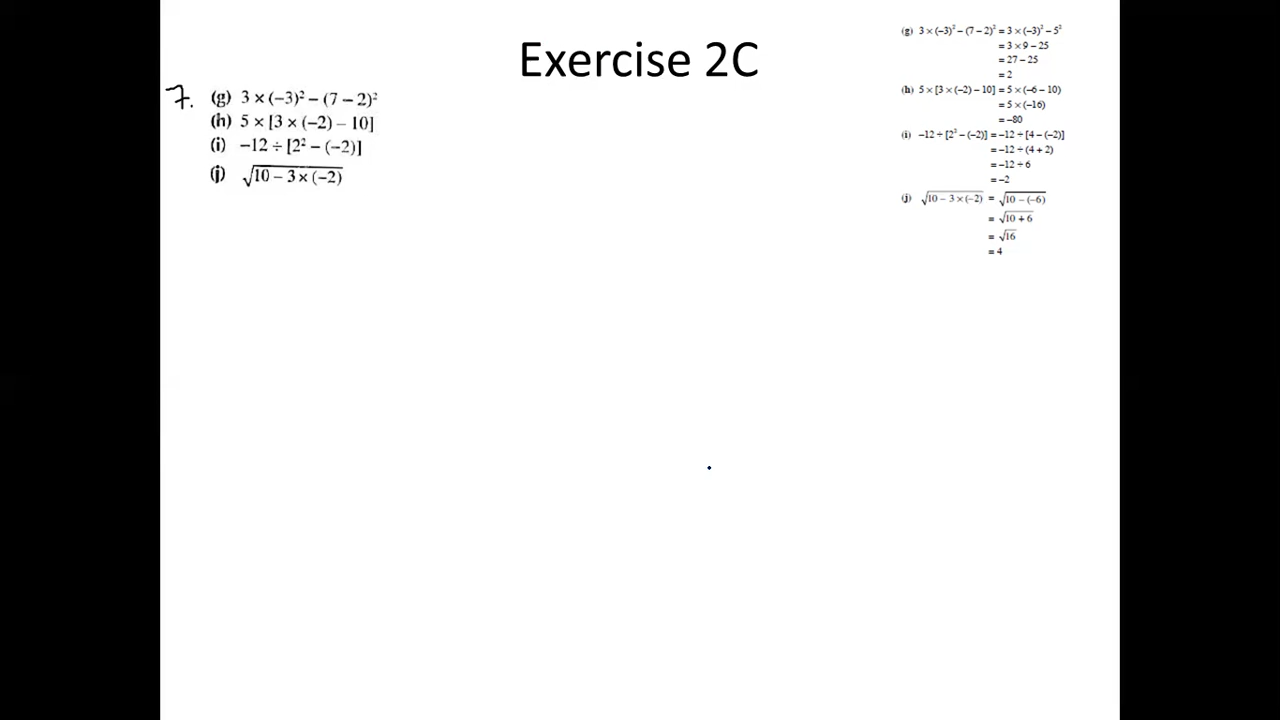 Exercise 2C
7.
(g) 3 × (−3)² − (7 − 2)²
(h) 5 × [3 × (−2) − 10]
(i) −12 ÷ [2² − (−2)]
(j) √(10 − 3 × (−2))
(g) 3 × (−3)² − (7 − 2)² = 3 × (−3)² − 5²
= 3 × 9 − 25
= 27 − 25
= 2
(h) 5 × [3 × (−2) − 10] = 5 × (−6 − 10)
= 5 × (−16)
= −80
(i) −12 ÷ [2² − (−2)] = −12 ÷ [4 − (−2)]
= −12 ÷ (4 + 2)
= −12 ÷ 6
= −2
(j) √(10 − 3 × (−2)) = √(10 − (−6))
= √(10 + 6)
= √16
= 4